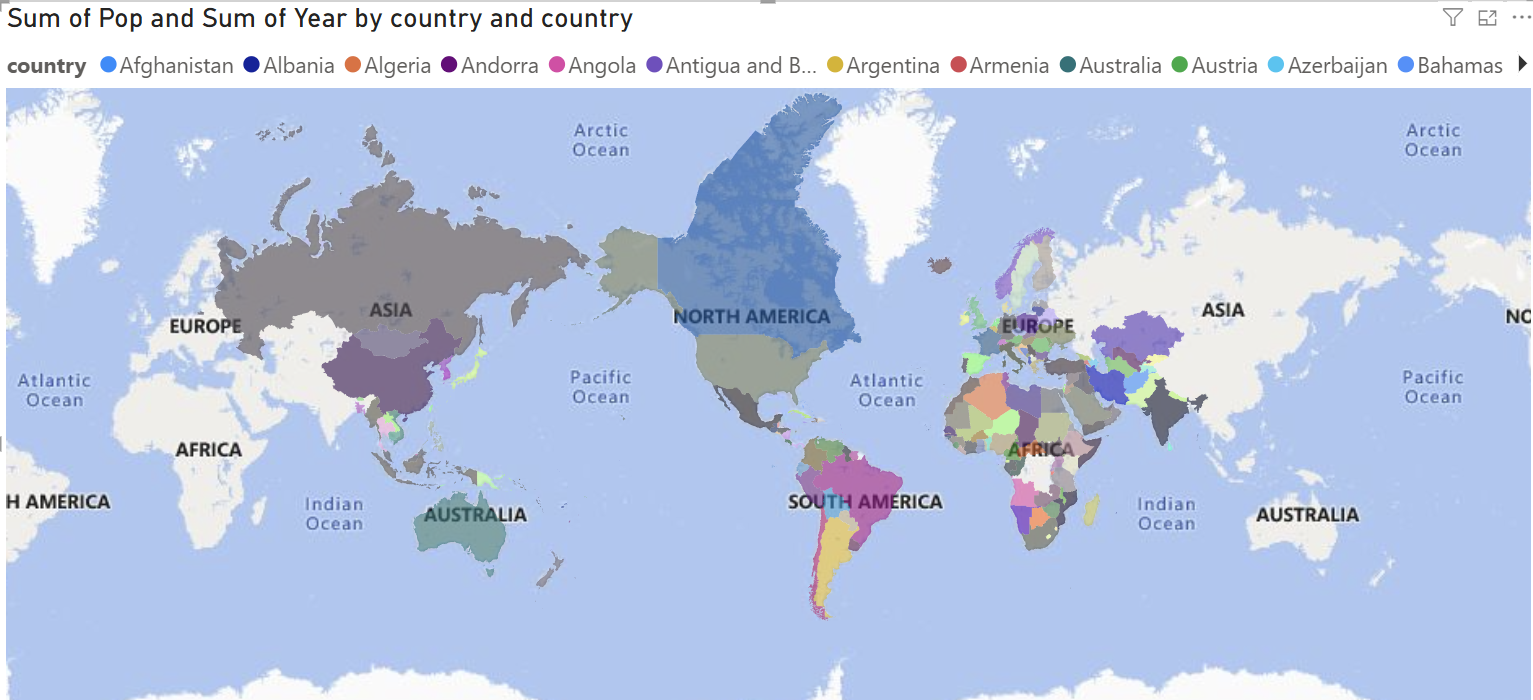 Sum of Pop and Sum of Year by country and country
country Afghanistan Albania Algeria Andorra Angola Antigua and B... Argentina Armenia Australia Austria Azerbaijan Bahamas
Arctic
Ocean
Arctic
Ocean
ASIA
EUROPE
NORTH AMERICA
EUROPE
ASIA
NO
Atlantic
Ocean
Pacific
Ocean
Atlantic
Ocean
Pacific
Ocean
AFRICA
AFRICA
H AMERICA
Indian
Ocean
AUSTRALIA
SOUTH AMERICA
Indian
Ocean
AUSTRALIA